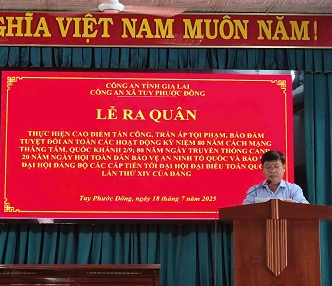 NGHĨA VIỆT NAM MUÔN NĂM!
CÔNG AN TỈNH GIA LAI
CÔNG AN XÃ TUY PHƯỚC ĐÔNG
LỄ RA QUÂN
THỰC HIỆN CAO ĐIỂM TẤN CÔNG, TRẤN ÁP TỘI PHẠM, BẢO ĐẢM
TUYỆT ĐỐI AN TOÀN CÁC HOẠT ĐỘNG KỶ NIỆM 80 NĂM CÁCH MẠNG
THÁNG TÁM, QUỐC KHÁNH 2/9; 80 NĂM NGÀY TRUYỀN THỐNG CAND,
20 NĂM NGÀY HỘI TOÀN DÂN BẢO VỆ AN NINH TỔ QUỐC VÀ BẢO
ĐẠI HỘI ĐẢNG BỘ CÁC CẤP TIẾN TỚI ĐẠI HỘI ĐẠI BIỂU TOÀN QUỐC
LẦN THỨ XIV CỦA ĐẢNG
Tuy Phước Đông, ngày 18 tháng 7 năm 2025